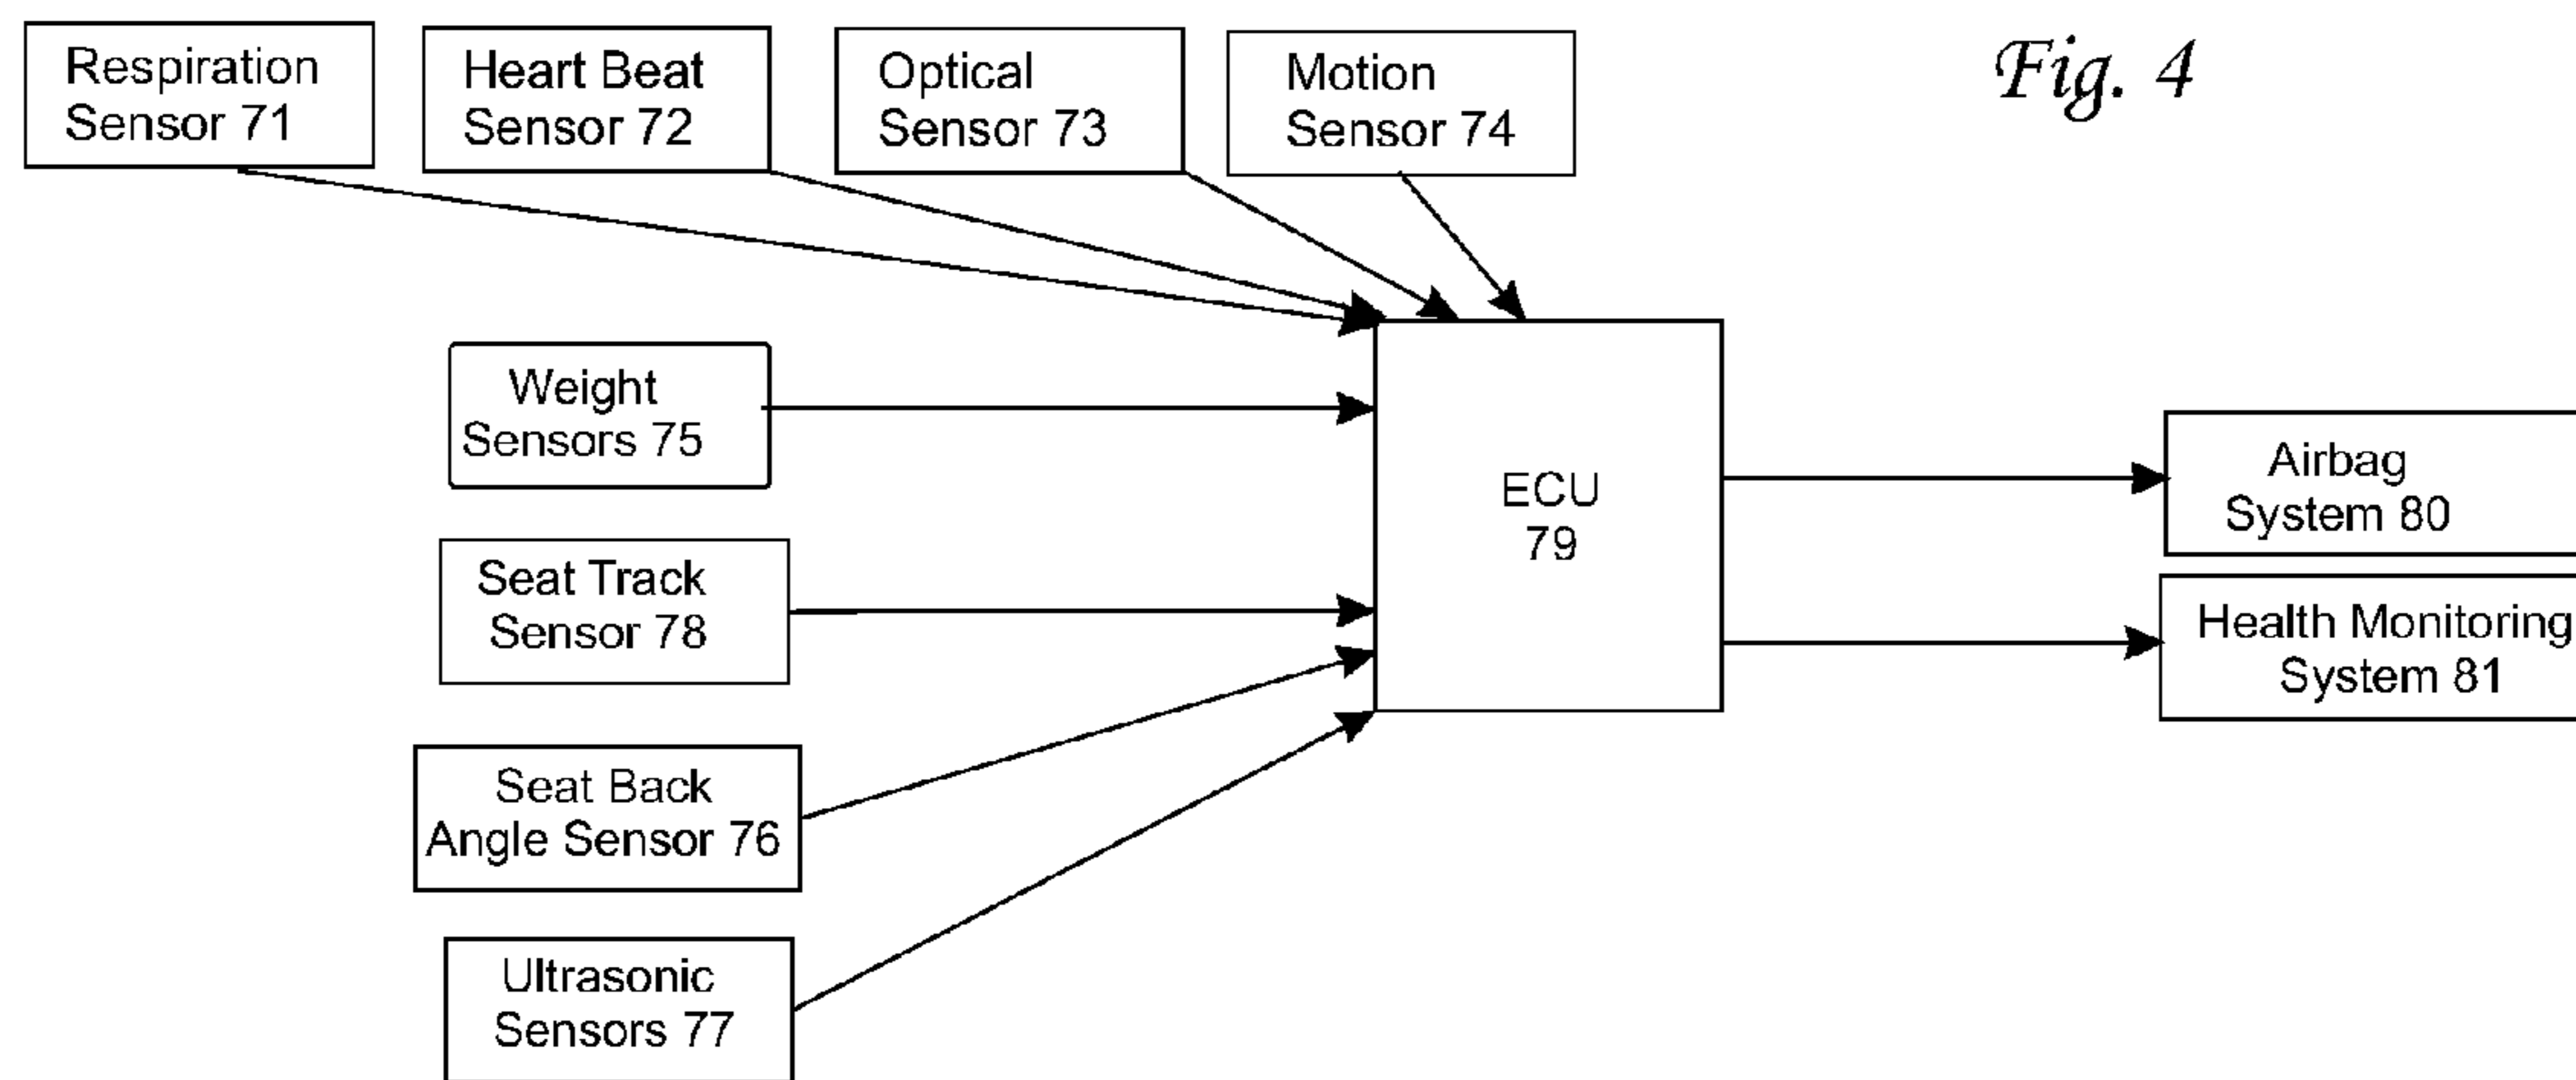 Respiration
Sensor 71
Heart Beat
Sensor 72
Optical
Sensor 73
Motion
Sensor 74
Fig. 4
Weight
Sensors 75
Seat Track
Sensor 78
Seat Back
Angle Sensor 76
Ultrasonic
Sensors 77
ECU
79
Airbag
System 80
Health Monitoring
System 81